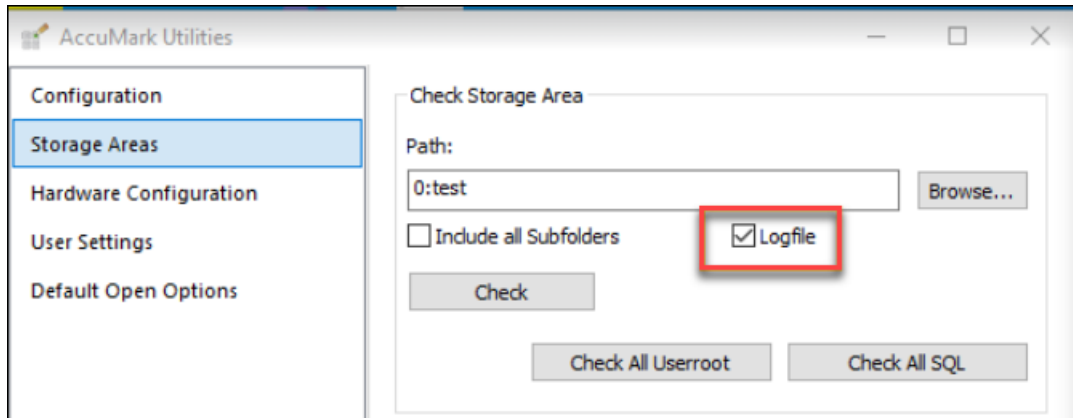 AccuMark Utilities
Configuration
Storage Areas
Hardware Configuration
User Settings
Default Open Options
Check Storage Area
Path:
0:test
Browse...
Include all Subfolders
Logfile
Check
Check All Userroot
Check All SQL